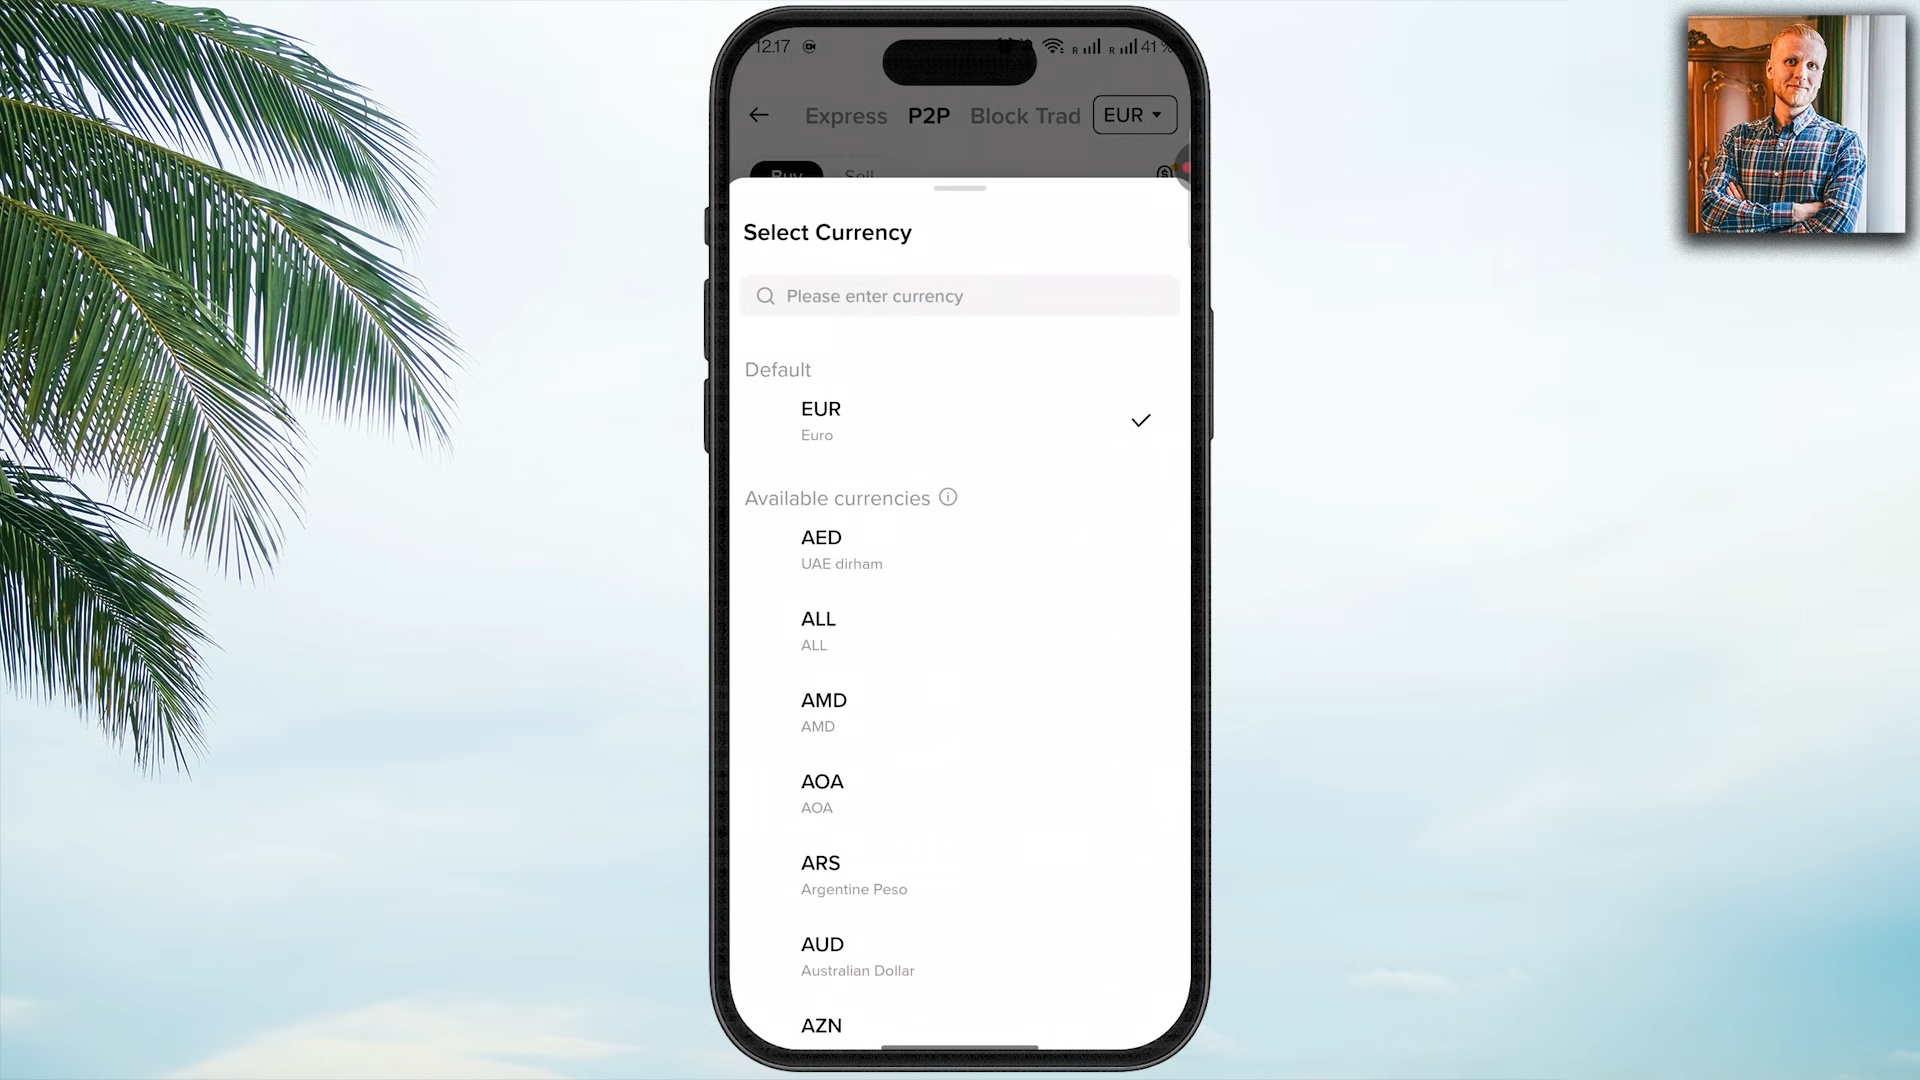 12.17
R
R
41 %
Express P2P Block Trad EUR
Buy Sell
Select Currency
Please enter currency
Default
EUR
Euro
Available currencies
AED
UAE dirham
ALL
ALL
AMD
AMD
AOA
AOA
ARS
Argentine Peso
AUD
Australian Dollar
AZN